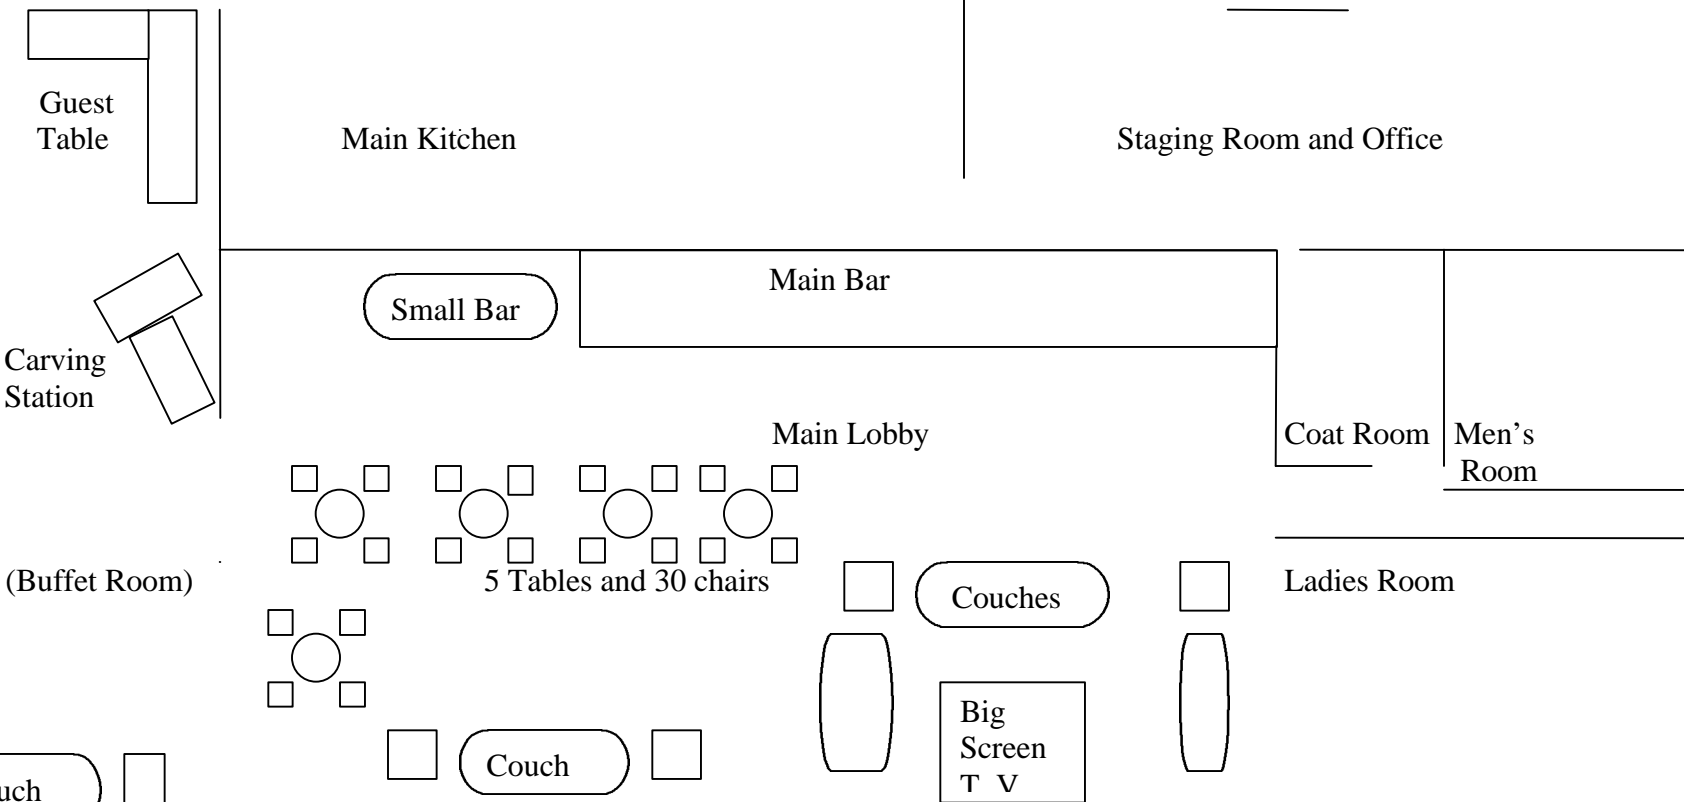 Guest
Table
Main Kitchen
Staging Room and Office
Main Bar
Small Bar
Carving
Station
Main Lobby
Coat Room
Men’s
Room
(Buffet Room)
5 Tables and 30 chairs
Couches
Ladies Room
Big
Screen
T V
Couch
uch